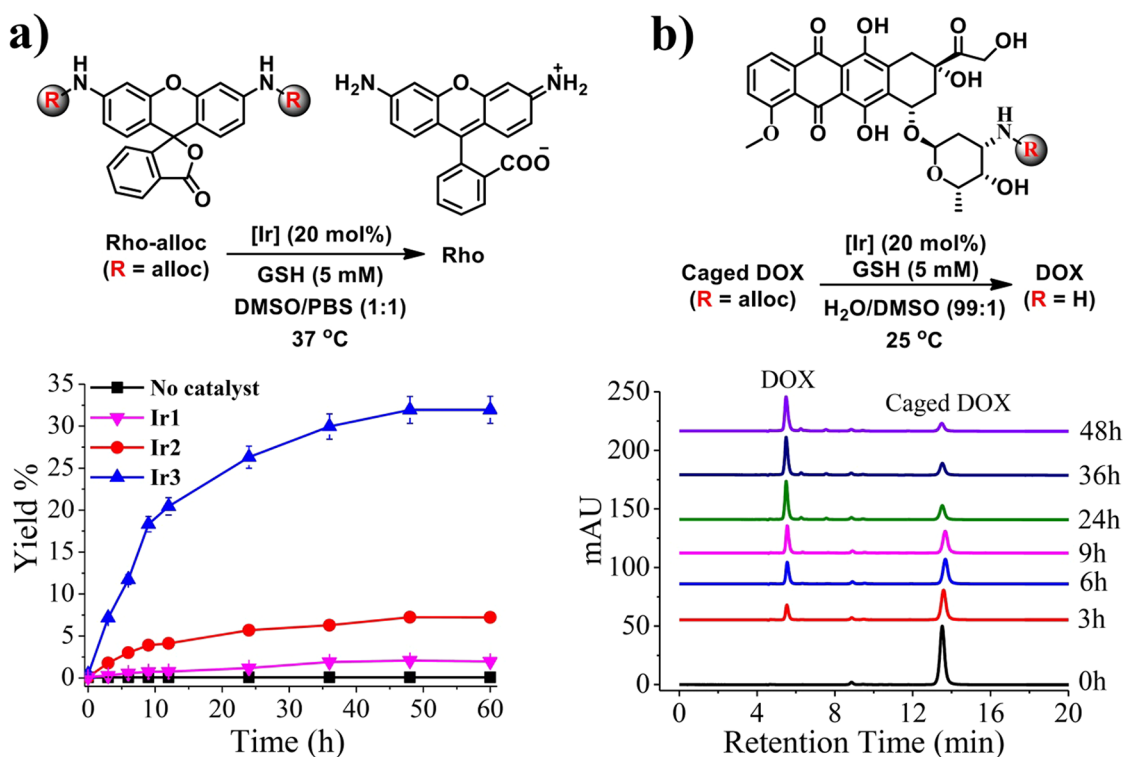 a)
H
N
R
O
H
N
R
O
O
H2N
O
+
NH2
COO−
Rho-alloc
(R = alloc)
[Ir] (20 mol%)
GSH (5 mM)
DMSO/PBS (1:1)
37 °C
Rho
No catalyst
Ir1
Ir2
Ir3
Yield %
35
30
25
20
15
10
5
0
0 10 20 30 40 50 60
Time (h)
b)
O OH O
OH
OH
O O OH O
H
N
R
O
OH
Caged DOX
(R = alloc)
[Ir] (20 mol%)
GSH (5 mM)
H2O/DMSO (99:1)
25 °C
DOX
(R = H)
DOX
Caged DOX
mAU
250
200
150
100
50
0
48h
36h
24h
9h
6h
3h
0h
0 4 8 12 16 20
Retention Time (min)